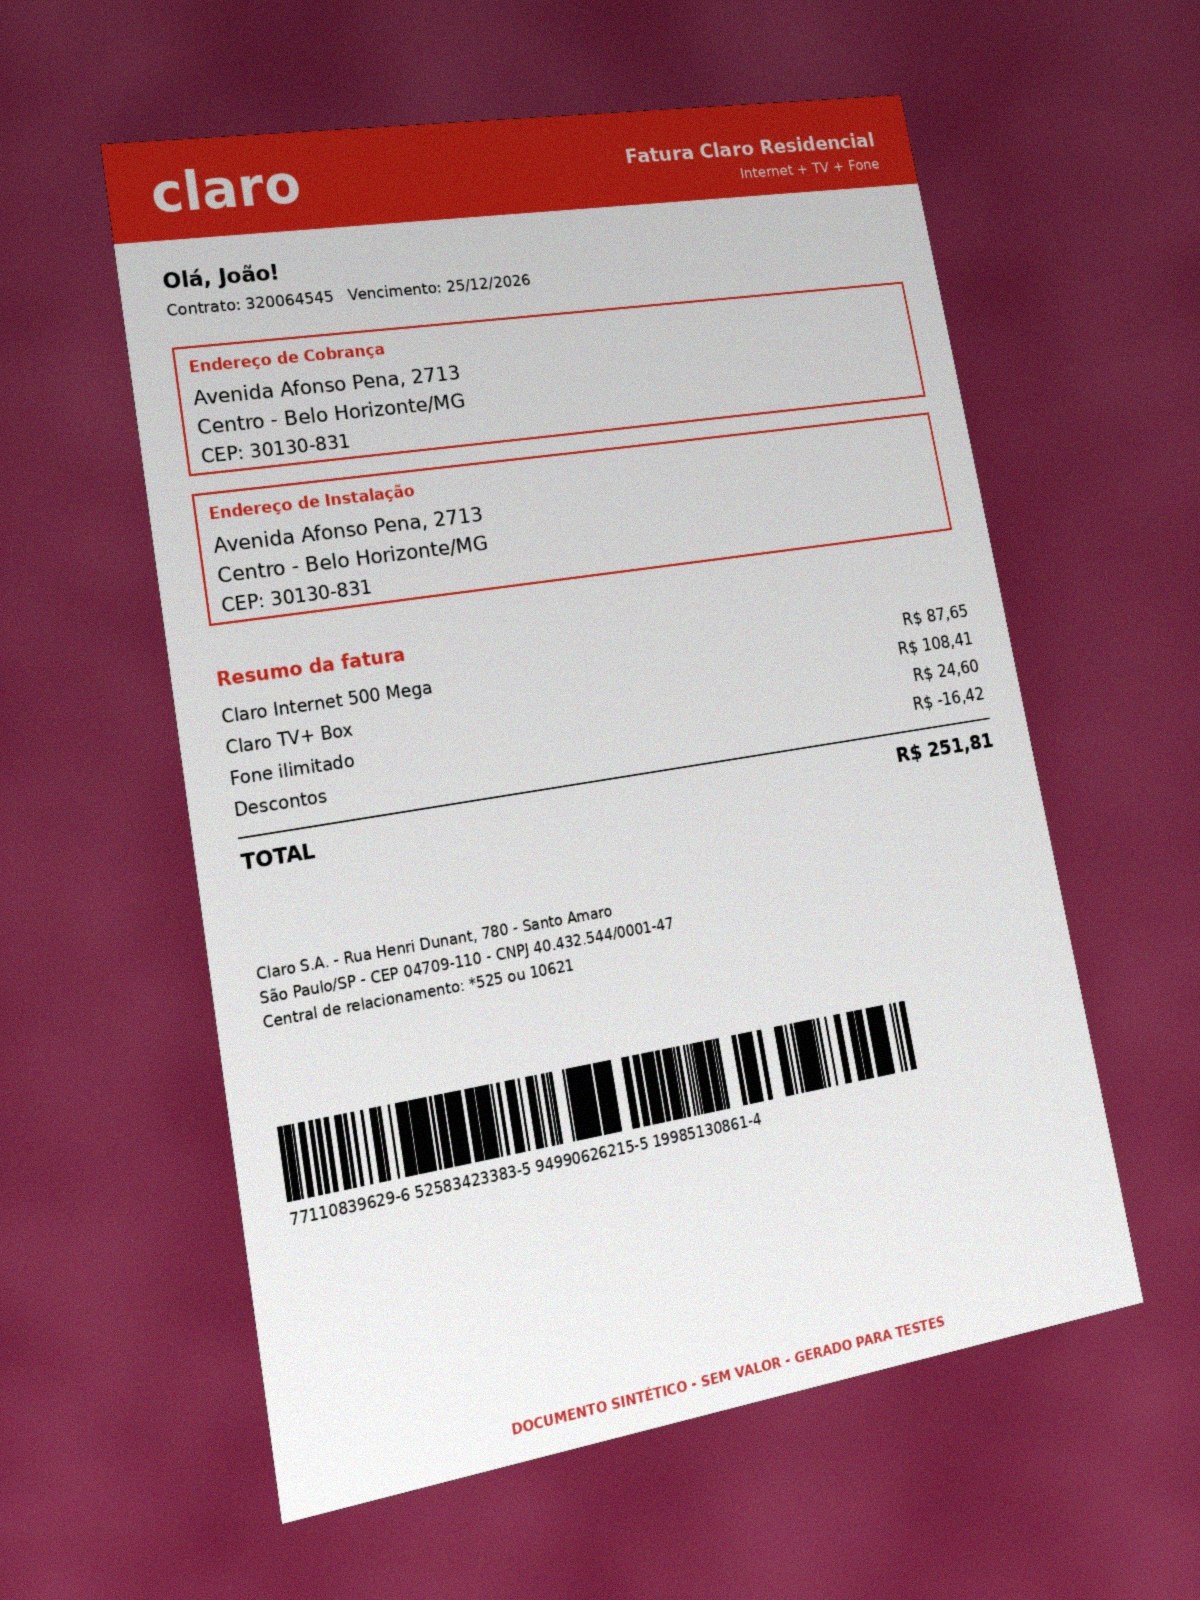 claro
Fatura Claro Residencial
Internet + TV + Fone
Olá, João!
Contrato: 320064545 Vencimento: 25/12/2026
Endereço de Cobrança
Avenida Afonso Pena, 2713
Centro - Belo Horizonte/MG
CEP: 30130-831
Endereço de Instalação
Avenida Afonso Pena, 2713
Centro - Belo Horizonte/MG
CEP: 30130-831
Resumo da fatura
Claro Internet 500 Mega R$ 87,65
Claro TV+ Box R$ 108,41
Fone ilimitado R$ 24,60
Descontos R$ -16,42
TOTAL R$ 251,81
Claro S.A. - Rua Henri Dunant, 780 - Santo Amaro
São Paulo/SP - CEP 04709-110 - CNPJ 40.432.544/0001-47
Central de relacionamento: *525 ou 10621
77110839629-6 52583423383-5 94990626215-5 19985130861-4
DOCUMENTO SINTÉTICO - SEM VALOR - GERADO PARA TESTES